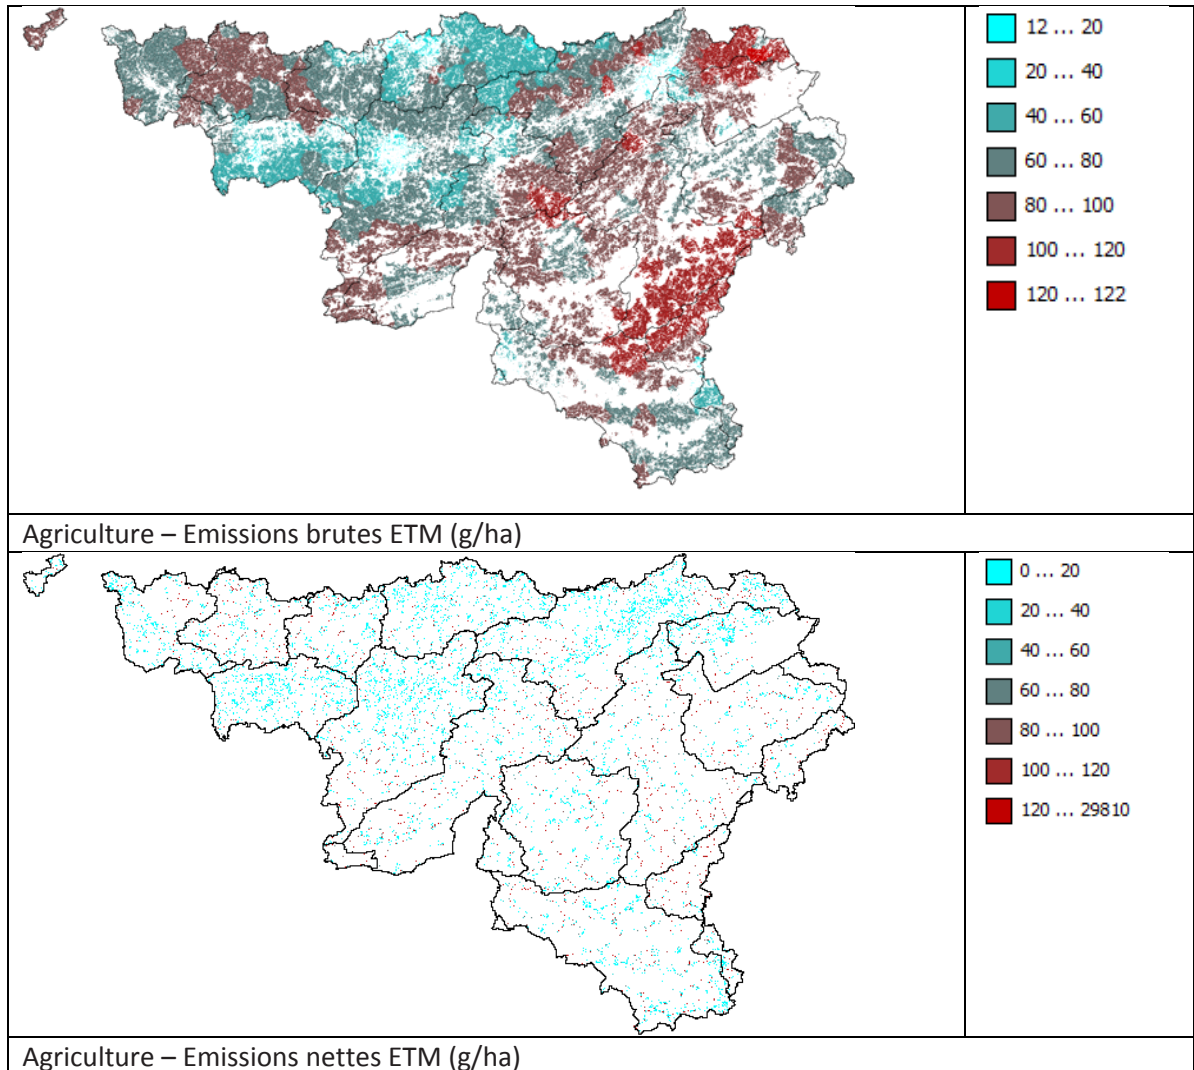 12 ... 20
20 ... 40
40 ... 60
60 ... 80
80 ... 100
100 ... 120
120 ... 122
Agriculture – Emissions brutes ETM (g/ha)
0 ... 20
20 ... 40
40 ... 60
60 ... 80
80 ... 100
100 ... 120
120 ... 29810
Agriculture – Emissions nettes ETM (g/ha)